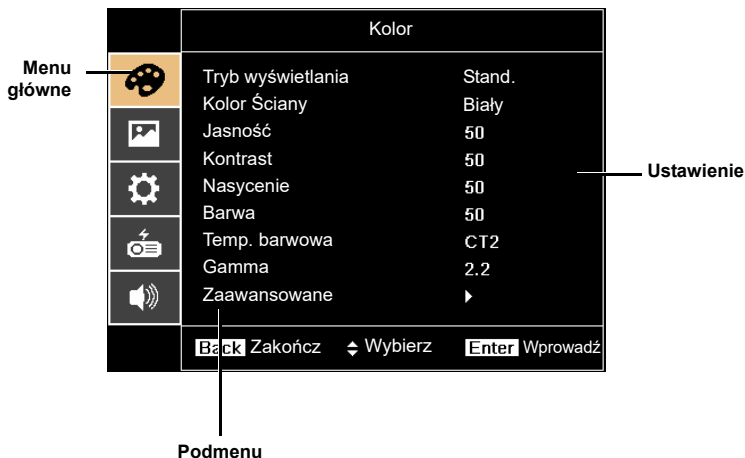 Kolor
Menu
główne
Tryb wyświetlania Stand.
Kolor Ściany Biały
Jasność 50
Kontrast 50
Nasycenie 50
Barwa 50
Temp. barwowa CT2
Gamma 2.2
Zaawansowane
Ustawienie
Back Zakończ Wybierz Enter Wprowadź
Podmenu